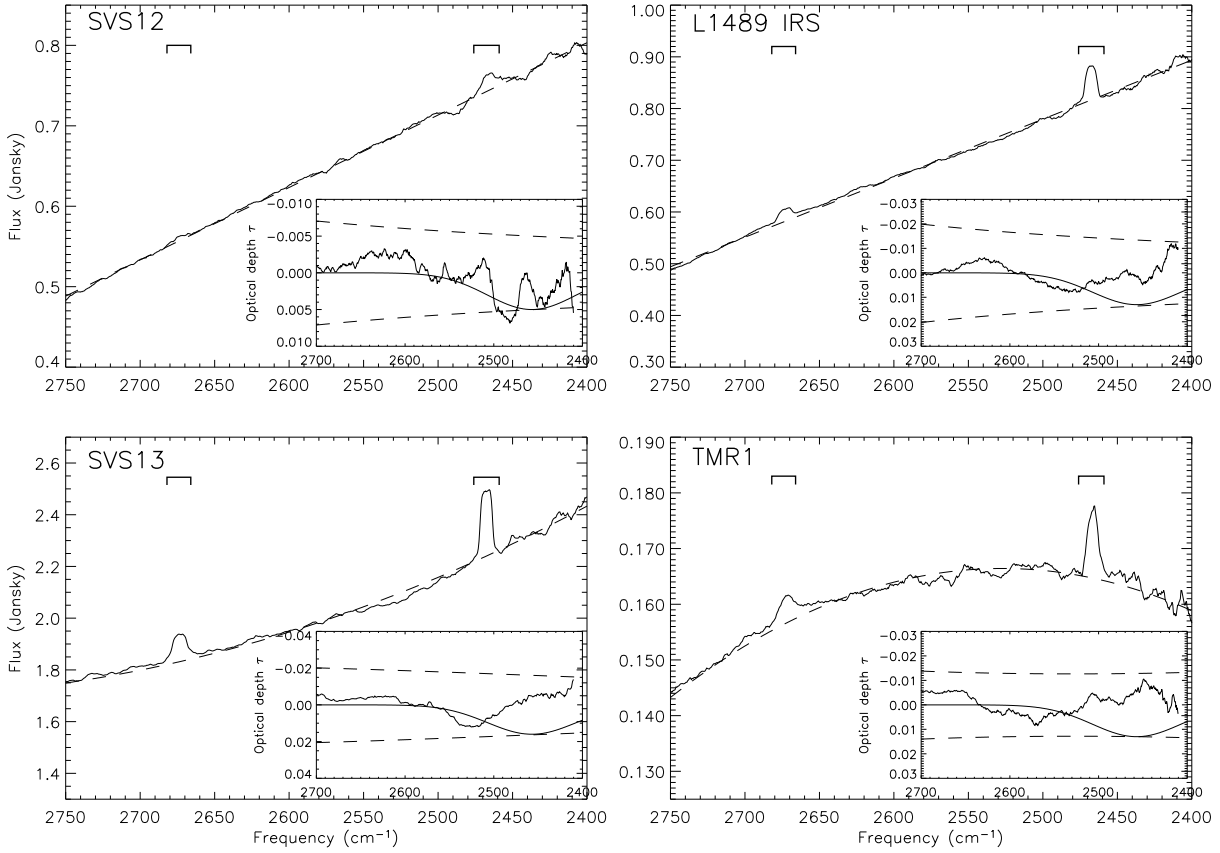 SVS12
Flux (Jansky)
0.8
0.7
0.6
0.5
0.4
Optical depth τ
−0.010
−0.005
0.000
0.005
0.010
2700 2600 2500 2400
2750 2700 2650 2600 2550 2500 2450 2400
L1489 IRS
1.00
0.90
0.80
0.70
0.60
0.50
0.40
0.30
Optical depth τ
−0.03
−0.02
−0.01
0.00
0.01
0.02
0.03
2700 2600 2500 2400
2750 2700 2650 2600 2550 2500 2450 2400
SVS13
Flux (Jansky)
2.6
2.4
2.2
2.0
1.8
1.6
1.4
Optical depth τ
−0.04
−0.02
0.00
0.02
0.04
2700 2600 2500 2400
2750 2700 2650 2600 2550 2500 2450 2400
Frequency (cm−1)
TMR1
0.190
0.180
0.170
0.160
0.150
0.140
0.130
Optical depth τ
−0.03
−0.02
−0.01
0.00
0.01
0.02
0.03
2700 2600 2500 2400
2750 2700 2650 2600 2550 2500 2450 2400
Frequency (cm−1)